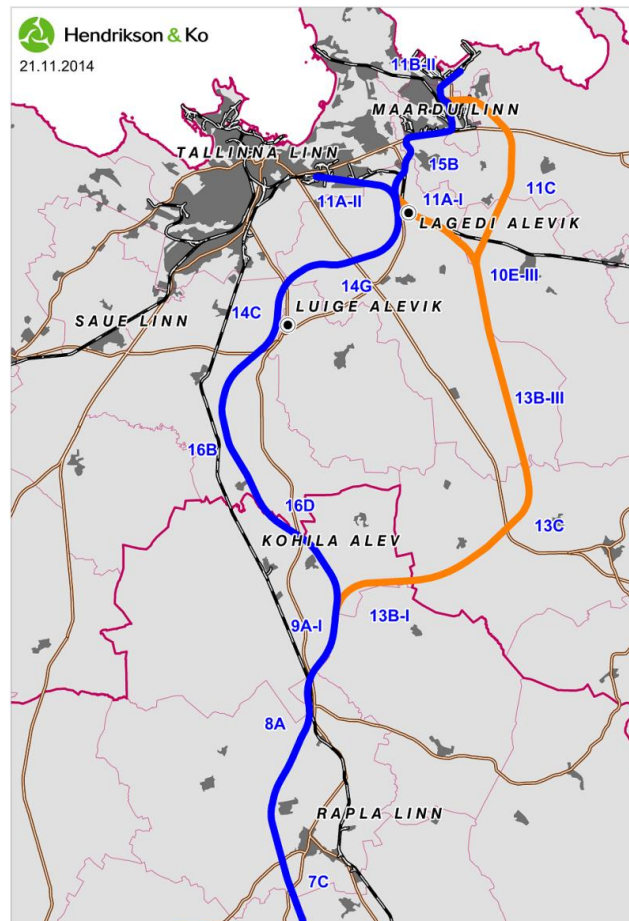 Hendrikson & Ko
21.11.2014
11B-II
MAARDU LINN
TALLINNA LINN
15B
11C
11A-II
11A-I
LAGEDI ALEVIK
10E-III
14G
14C
LUIGE ALEVIK
SAUE LINN
13B-III
16B
16D
13C
KOHILA ALEV
13B-I
9A-I
8A
RAPLA LINN
7C